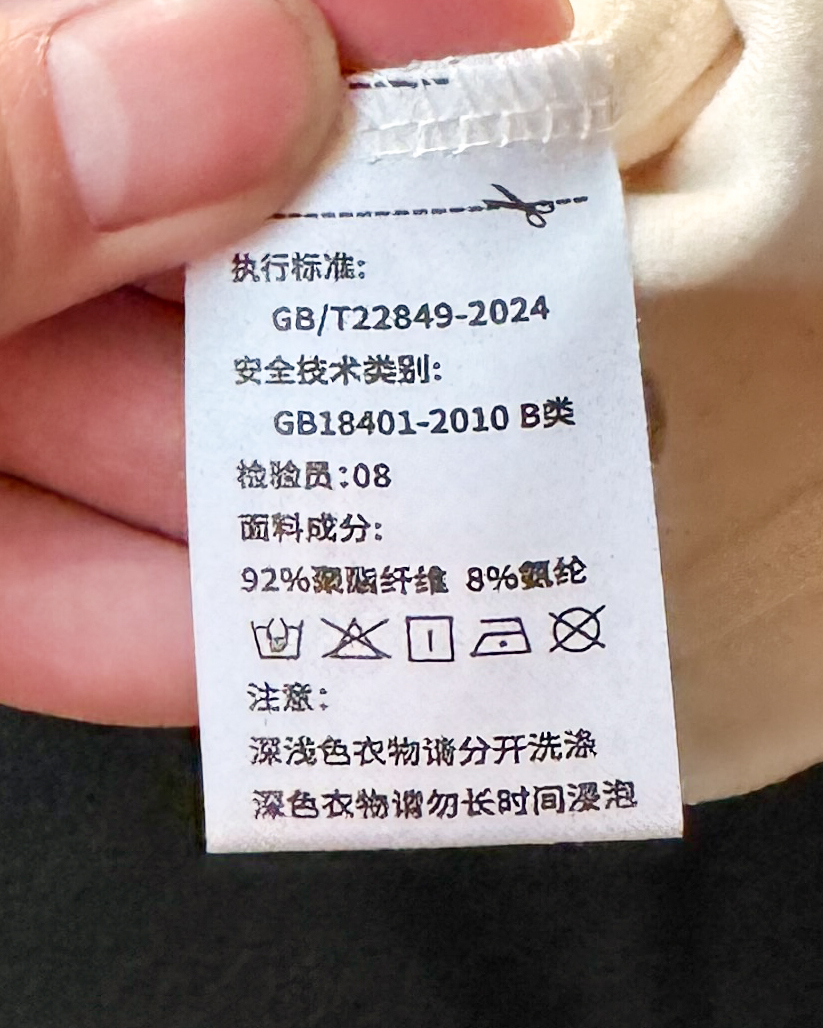 执行标准:
GB/T22849-2024
安全技术类别:
GB18401-2010 B类
检验员:08
面料成分:
92%聚酯纤维 8%氨纶
注意:
深浅色衣物请分开洗涤
深色衣物请勿长时间浸泡